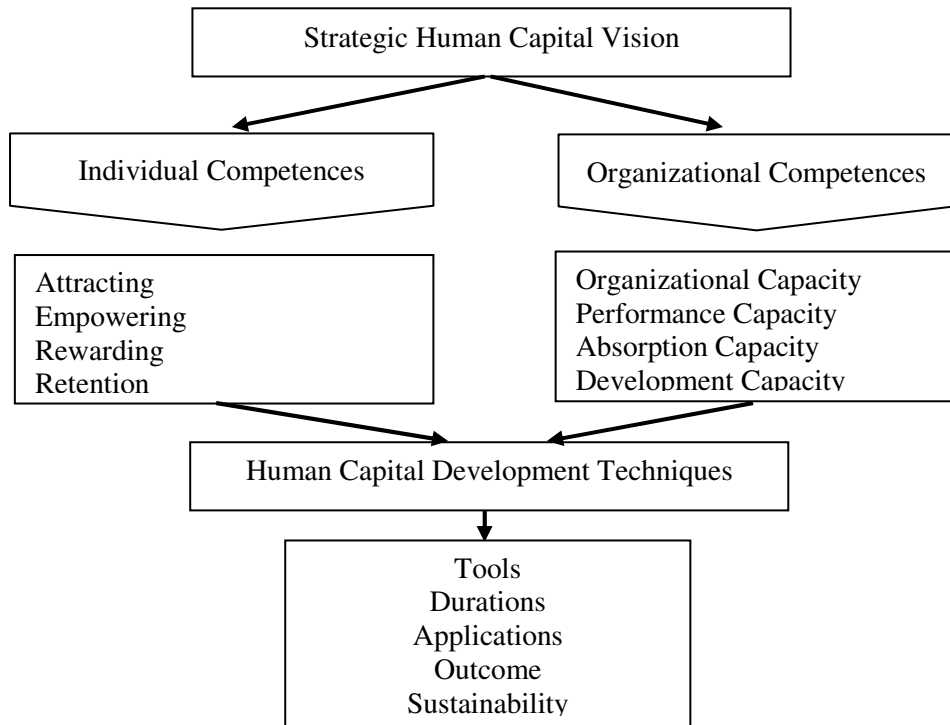 Strategic Human Capital Vision
Individual Competences
Organizational Competences
Attracting
Empowering
Rewarding
Retention
Organizational Capacity
Performance Capacity
Absorption Capacity
Development Capacity
Human Capital Development Techniques
Tools
Durations
Applications
Outcome
Sustainability